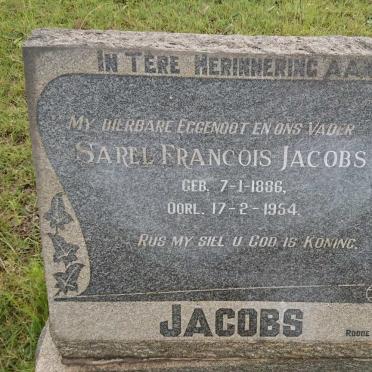 IN TERE HERINNERING AAN
MY DIERBARE EGGENOOT EN ONS VADER
SAREL FRANCOIS JACOBS
GEB. 7-1-1886.
OORL. 17-2-1954.
RUS MY SIEL U GOD IS KONING.
JACOBS